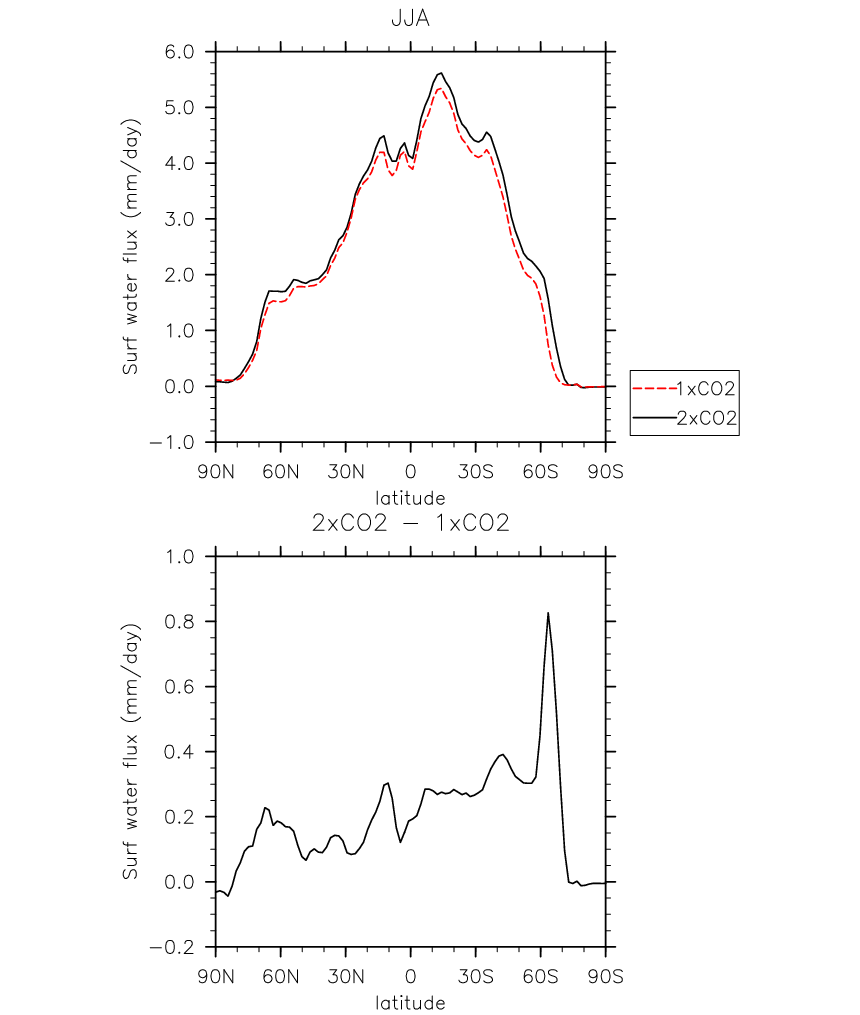 JJA
6.0
5.0
4.0
3.0
2.0
1.0
0.0
−1.0
Surf water flux (mm/day)
90N 60N 30N 0 30S 60S 90S
latitude
1xCO2
2xCO2
2xCO2 − 1xCO2
1.0
0.8
0.6
0.4
0.2
0.0
−0.2
Surf water flux (mm/day)
90N 60N 30N 0 30S 60S 90S
latitude